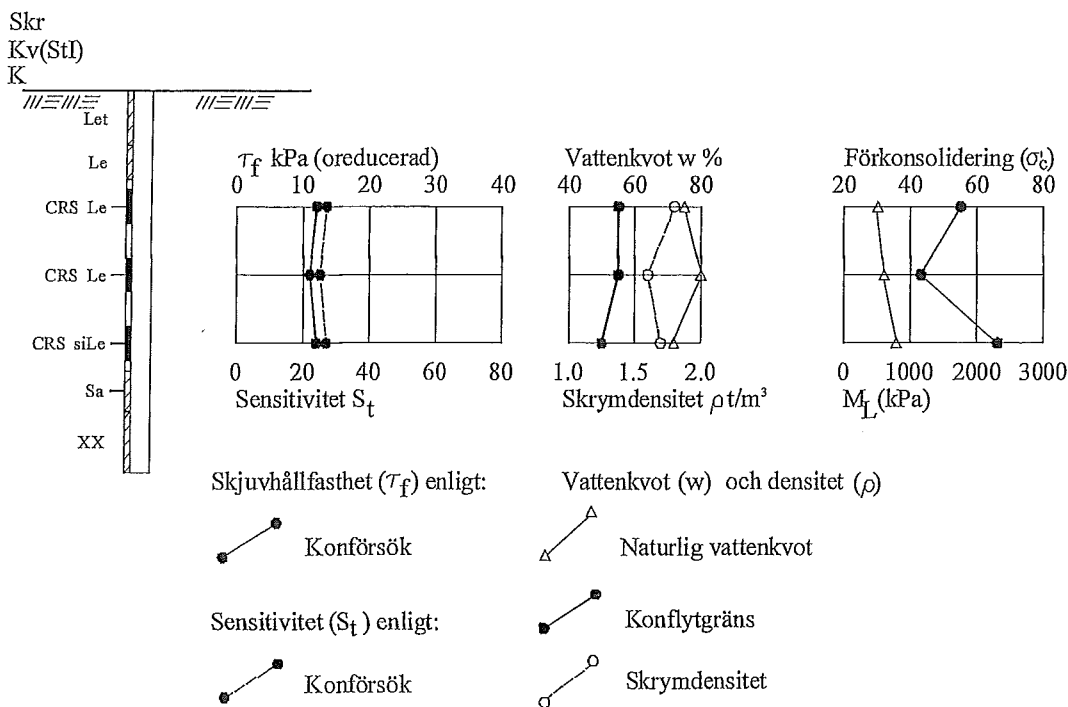 Skr
Kv(StI)
K
Let
Le
CRS Le
CRS Le
CRS siLe
Sa
XX
τf kPa (oreducerad)
0 10 20 30 40
0 20 40 60 80
Sensitivitet St
Vattenkvot w %
40 60 80
1.0 1.5 2.0
Skrymdensitet ρ t/m³
Förkonsolidering (σ'c)
20 40 60 80
0 1000 2000 3000
ML(kPa)
Skjuvhållfasthet (τf) enligt:
Konförsök
Sensitivitet (St) enligt:
Konförsök
Vattenkvot (w) och densitet (ρ)
Naturlig vattenkvot
Konflytgräns
Skrymdensitet